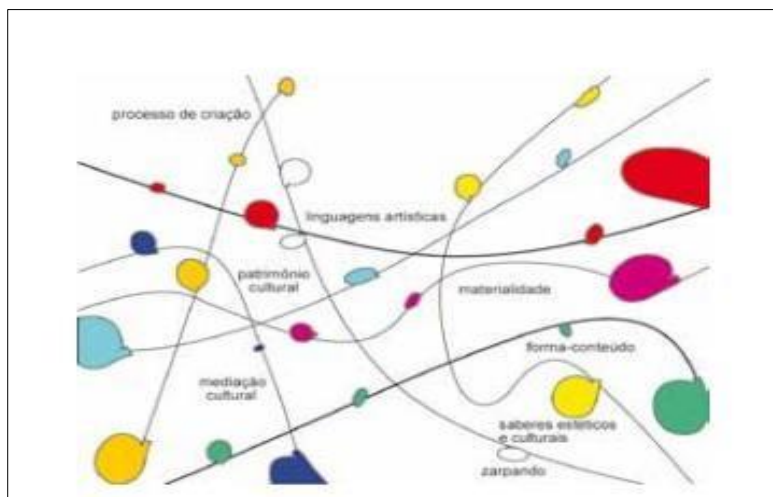 processo de criação
linguagens artísticas
patrimônio
cultural
materialidade
forma-conteúdo
mediação
cultural
saberes estéticos
e culturais
zarpando